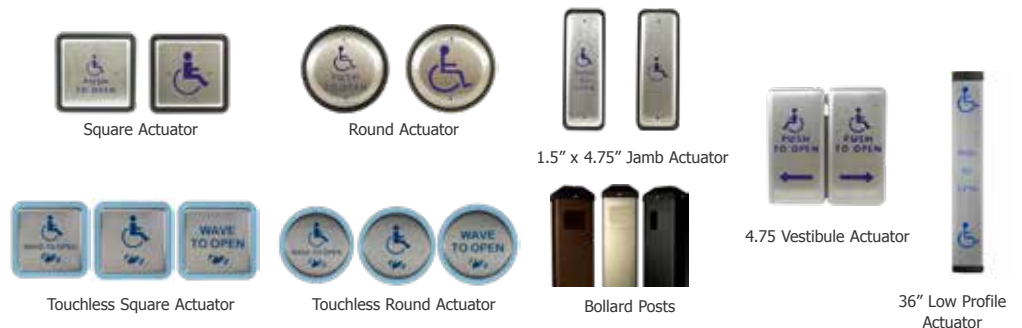 PUSH
TO OPEN
Square Actuator
PUSH
TO OPEN
Round Actuator
1.5” x 4.75” Jamb Actuator
PUSH
TO OPEN
PUSH
TO OPEN
4.75 Vestibule Actuator
WAVE TO OPEN
WAVE
TO OPEN
Touchless Square Actuator
WAVE TO OPEN
WAVE
TO OPEN
Touchless Round Actuator
Bollard Posts
36” Low Profile
Actuator